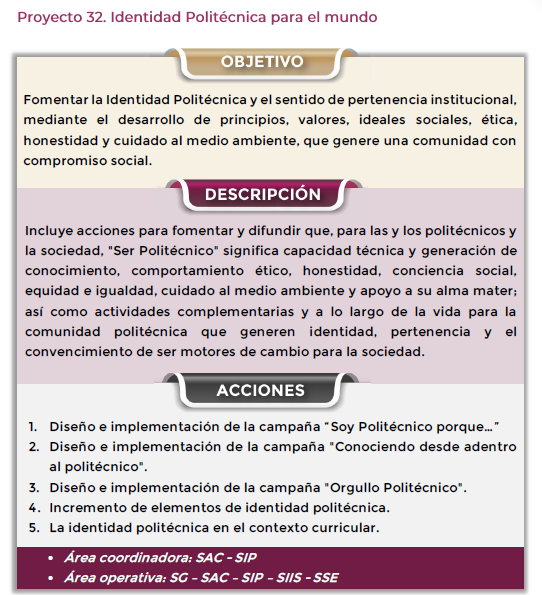 Proyecto 32. Identidad Politécnica para el mundo
OBJETIVO
Fomentar la Identidad Politécnica y el sentido de pertenencia institucional,
mediante el desarrollo de principios, valores, ideales sociales, ética,
honestidad y cuidado al medio ambiente, que genere una comunidad con
compromiso social.
DESCRIPCIÓN
Incluye acciones para fomentar y difundir que, para las y los politécnicos y
la sociedad, "Ser Politécnico" significa capacidad técnica y generación de
conocimiento, comportamiento ético, honestidad, conciencia social,
equidad e igualdad, cuidado al medio ambiente y apoyo a su alma mater;
así como actividades complementarias y a lo largo de la vida para la
comunidad politécnica que generen identidad, pertenencia y el
convencimiento de ser motores de cambio para la sociedad.
ACCIONES
1. Diseño e implementación de la campaña “Soy Politécnico porque...”
2. Diseño e implementación de la campaña "Conociendo desde adentro
al politécnico".
3. Diseño e implementación de la campaña "Orgullo Politécnico".
4. Incremento de elementos de identidad politécnica.
5. La identidad politécnica en el contexto curricular.
• Área coordinadora: SAC - SIP
• Área operativa: SG – SAC – SIP – SIIS - SSE